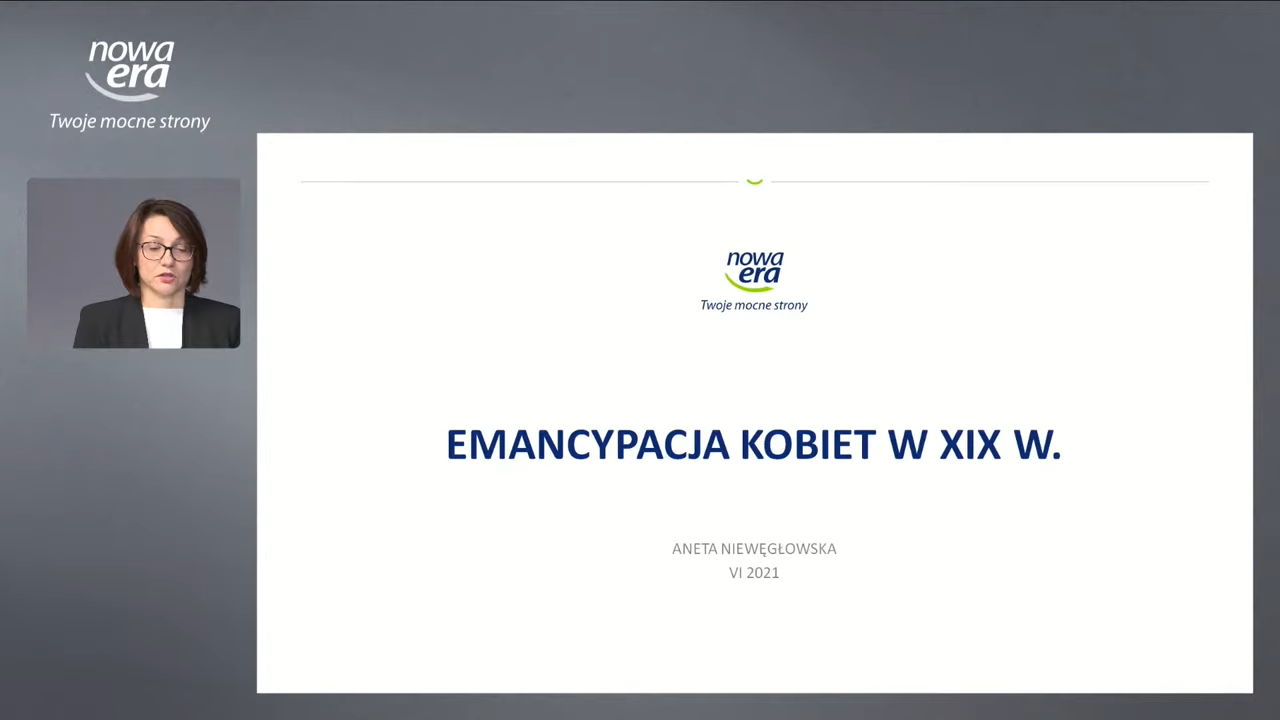 nowa
era
Twoje mocne strony
nowa
era
Twoje mocne strony
EMANCYPACJA KOBIET W XIX W.
ANETA NIEWĘGŁOWSKA
VI 2021